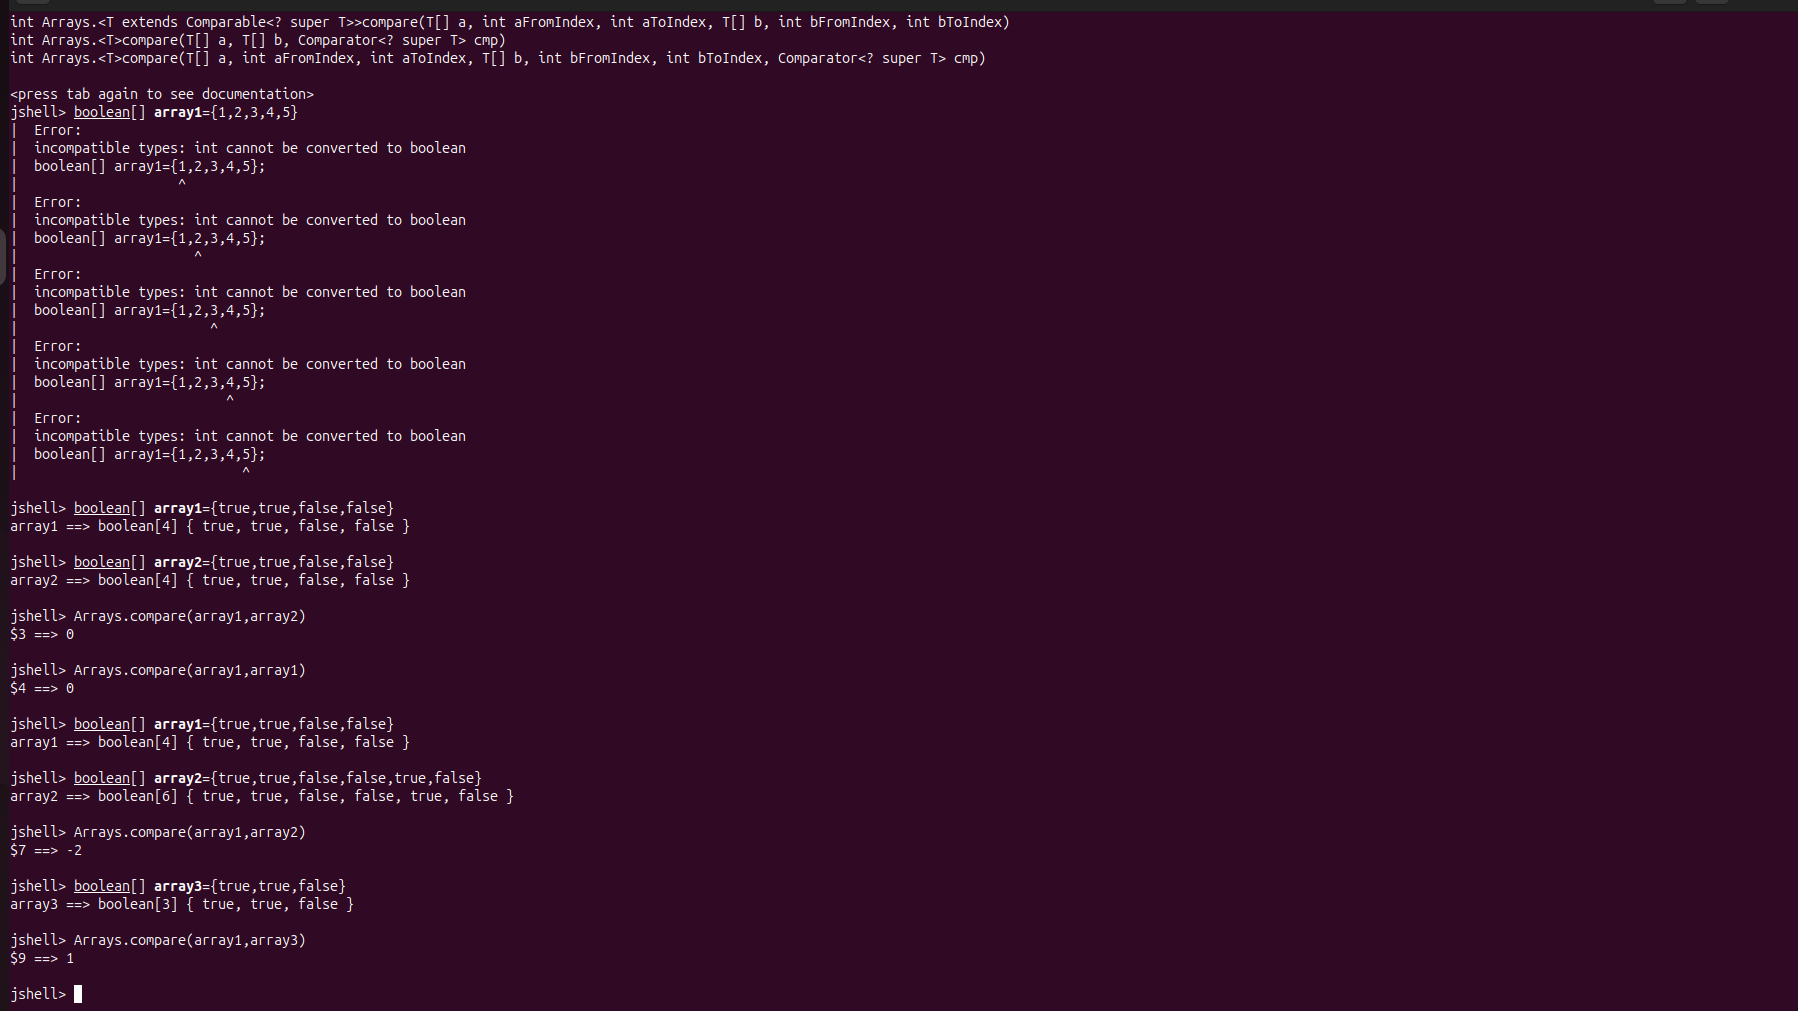 int Arrays.<T extends Comparable<? super T>>compare(T[] a, int aFromIndex, int aToIndex, T[] b, int bFromIndex, int bToIndex)
int Arrays.<T>compare(T[] a, T[] b, Comparator<? super T> cmp)
int Arrays.<T>compare(T[] a, int aFromIndex, int aToIndex, T[] b, int bFromIndex, int bToIndex, Comparator<? super T> cmp)
<press tab again to see documentation>
jshell> boolean[] array1={1,2,3,4,5}
|  Error:
|  incompatible types: int cannot be converted to boolean
|  boolean[] array1={1,2,3,4,5};
|                    ^
|  Error:
|  incompatible types: int cannot be converted to boolean
|  boolean[] array1={1,2,3,4,5};
|                      ^
|  Error:
|  incompatible types: int cannot be converted to boolean
|  boolean[] array1={1,2,3,4,5};
|                        ^
|  Error:
|  incompatible types: int cannot be converted to boolean
|  boolean[] array1={1,2,3,4,5};
|                          ^
|  Error:
|  incompatible types: int cannot be converted to boolean
|  boolean[] array1={1,2,3,4,5};
|                            ^
jshell> boolean[] array1={true,true,false,false}
array1 ==> boolean[4] { true, true, false, false }
jshell> boolean[] array2={true,true,false,false}
array2 ==> boolean[4] { true, true, false, false }
jshell> Arrays.compare(array1,array2)
$3 ==> 0
jshell> Arrays.compare(array1,array1)
$4 ==> 0
jshell> boolean[] array1={true,true,false,false}
array1 ==> boolean[4] { true, true, false, false }
jshell> boolean[] array2={true,true,false,false,true,false}
array2 ==> boolean[6] { true, true, false, false, true, false }
jshell> Arrays.compare(array1,array2)
$7 ==> -2
jshell> boolean[] array3={true,true,false}
array3 ==> boolean[3] { true, true, false }
jshell> Arrays.compare(array1,array3)
$9 ==> 1
jshell>